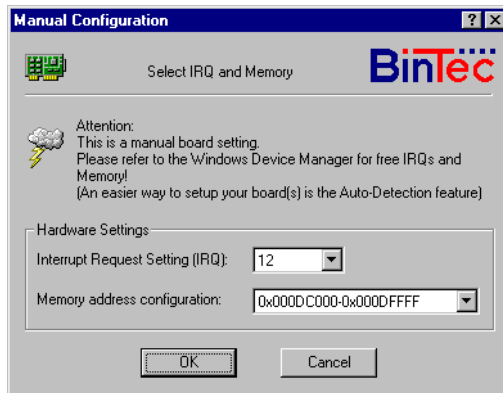 Manual Configuration
Select IRQ and Memory
BinTec
Attention:
This is a manual board setting.
Please refer to the Windows Device Manager for free IRQs and
Memory!
(An easier way to setup your board(s) is the Auto-Detection feature)
Hardware Settings
Interrupt Request Setting (IRQ):
12
Memory address configuration:
0x000DC000-0x000DFFFF
OK
Cancel